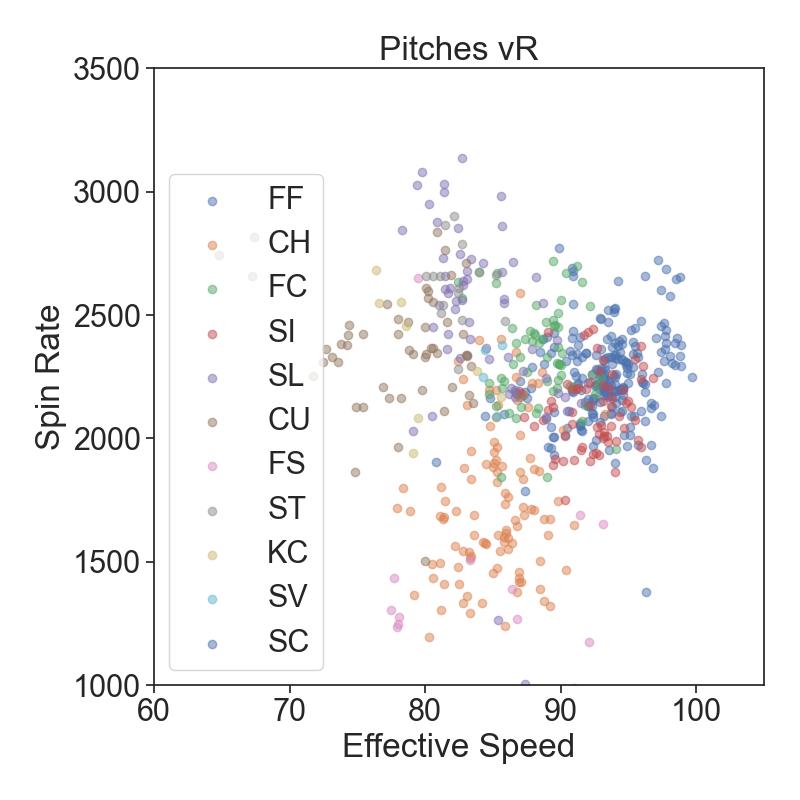 Pitches vR
3500
3000
2500
2000
1500
1000
Spin Rate
FF
CH
FC
SI
SL
CU
FS
ST
KC
SV
SC
60 70 80 90 100
Effective Speed